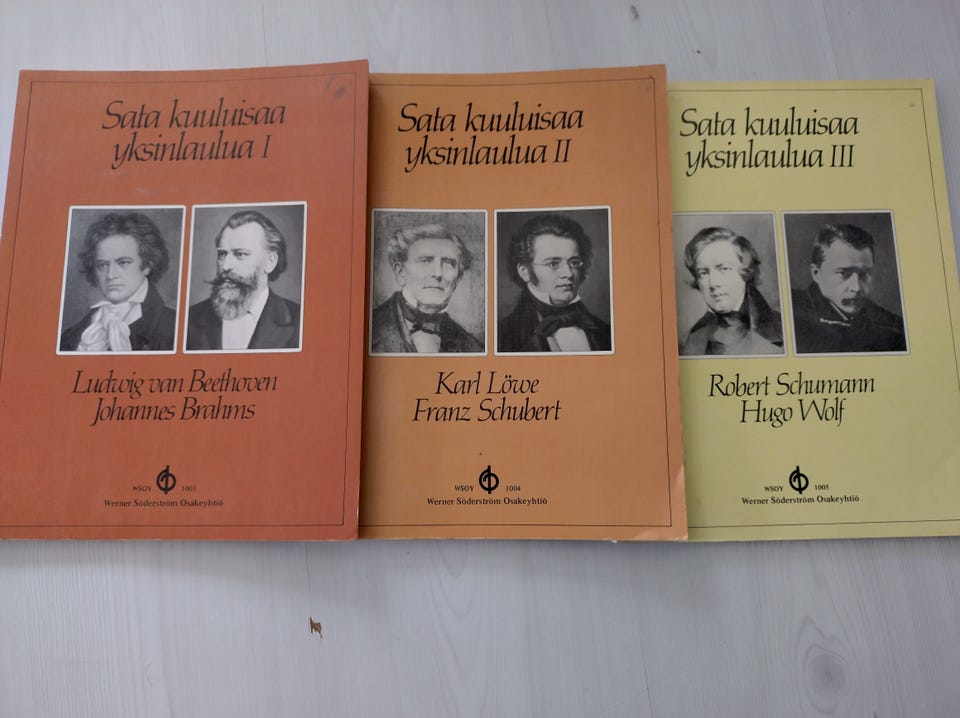 Sata kuuluisaa
yksinlaulua I
Ludwig van Beethoven
Johannes Brahms
WSOY 1003
Werner Söderström Osakeyhtiö
Sata kuuluisaa
yksinlaulua II
Karl Löwe
Franz Schubert
WSOY 1004
Werner Söderström Osakeyhtiö
Sata kuuluisaa
yksinlaulua III
Robert Schumann
Hugo Wolf
WSOY 1005
Werner Söderström Osakeyhtiö